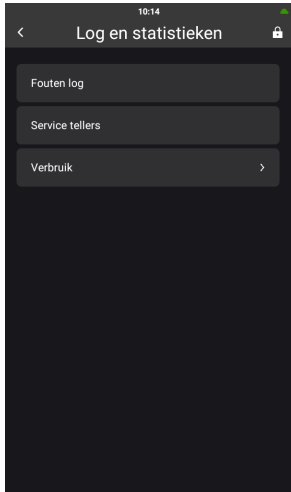 10:14
Log en statistieken
Fouten log
Service tellers
Verbruik